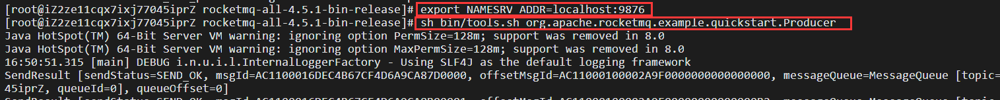 [root@iZ2ze11cqx7ixj77045iprZ rocketmq-all-4.5.1-bin-release]# export NAMESRV_ADDR=localhost:9876
[root@iZ2ze11cqx7ixj77045iprZ rocketmq-all-4.5.1-bin-release]# sh bin/tools.sh org.apache.rocketmq.example.quickstart.Producer
Java HotSpot(TM) 64-Bit Server VM warning: ignoring option PermSize=128m; support was removed in 8.0
Java HotSpot(TM) 64-Bit Server VM warning: ignoring option MaxPermSize=128m; support was removed in 8.0
16:50:51.315 [main] DEBUG i.n.u.i.l.InternalLoggerFactory - Using SLF4J as the default logging framework
SendResult [sendStatus=SEND_OK, msgId=AC1100016DEC4B67CF4D6A9CA87D0000, offsetMsgId=AC11000100002A9F0000000000000000, messageQueue=MessageQueue [topic=
45iprZ, queueId=0], queueOffset=0]